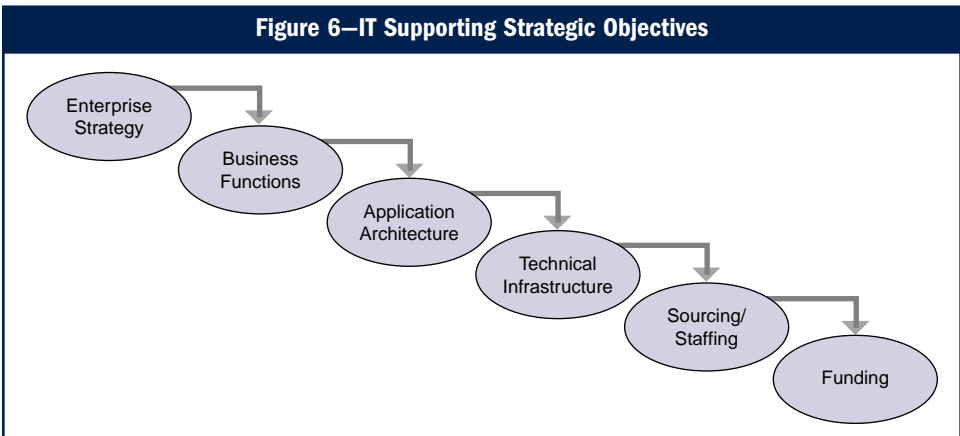 Figure 6—IT Supporting Strategic Objectives
Enterprise
Strategy
Business
Functions
Application
Architecture
Technical
Infrastructure
Sourcing/
Staffing
Funding